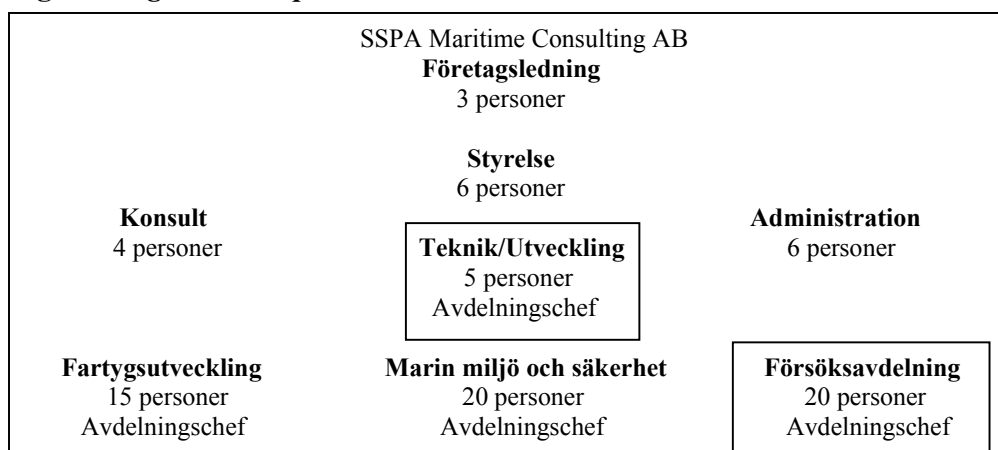 SSPA Maritime Consulting AB
Företagsledning
3 personer
Styrelse
6 personer
Konsult
4 personer
Teknik/Utveckling
5 personer
Avdelningschef
Administration
6 personer
Fartygsutveckling
15 personer
Avdelningschef
Marin miljö och säkerhet
20 personer
Avdelningschef
Försöksavdelning
20 personer
Avdelningschef